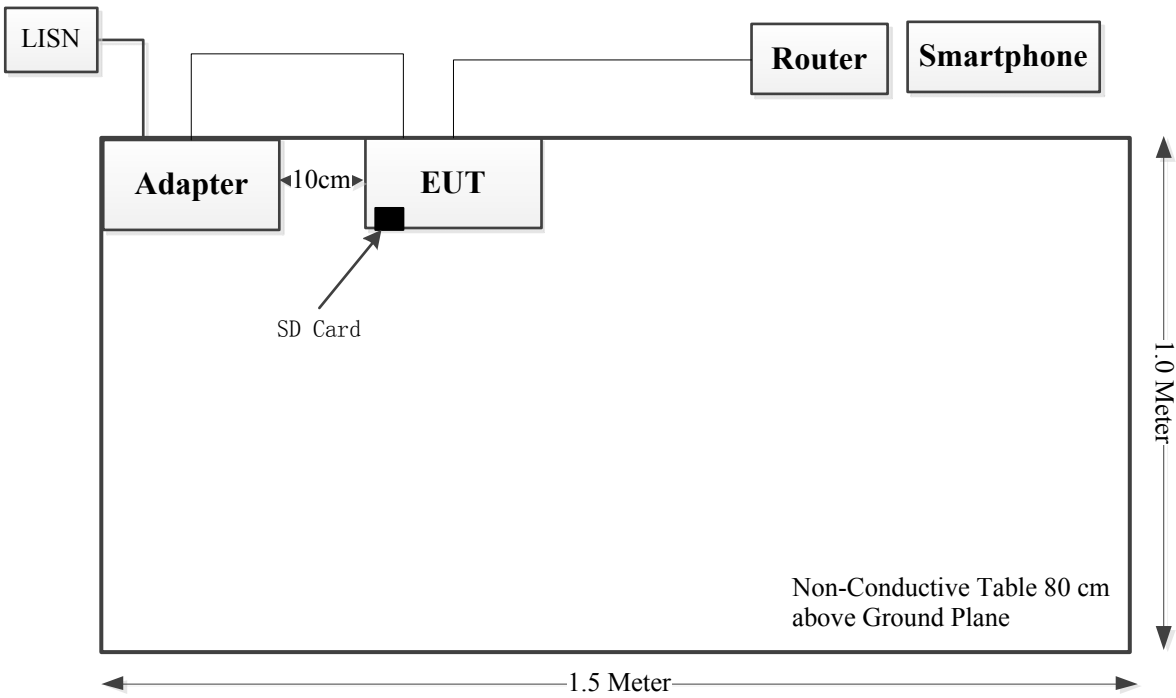 LISN
Router
Smartphone
Adapter
10cm
EUT
SD Card
1.0 Meter
Non-Conductive Table 80 cm
above Ground Plane
1.5 Meter